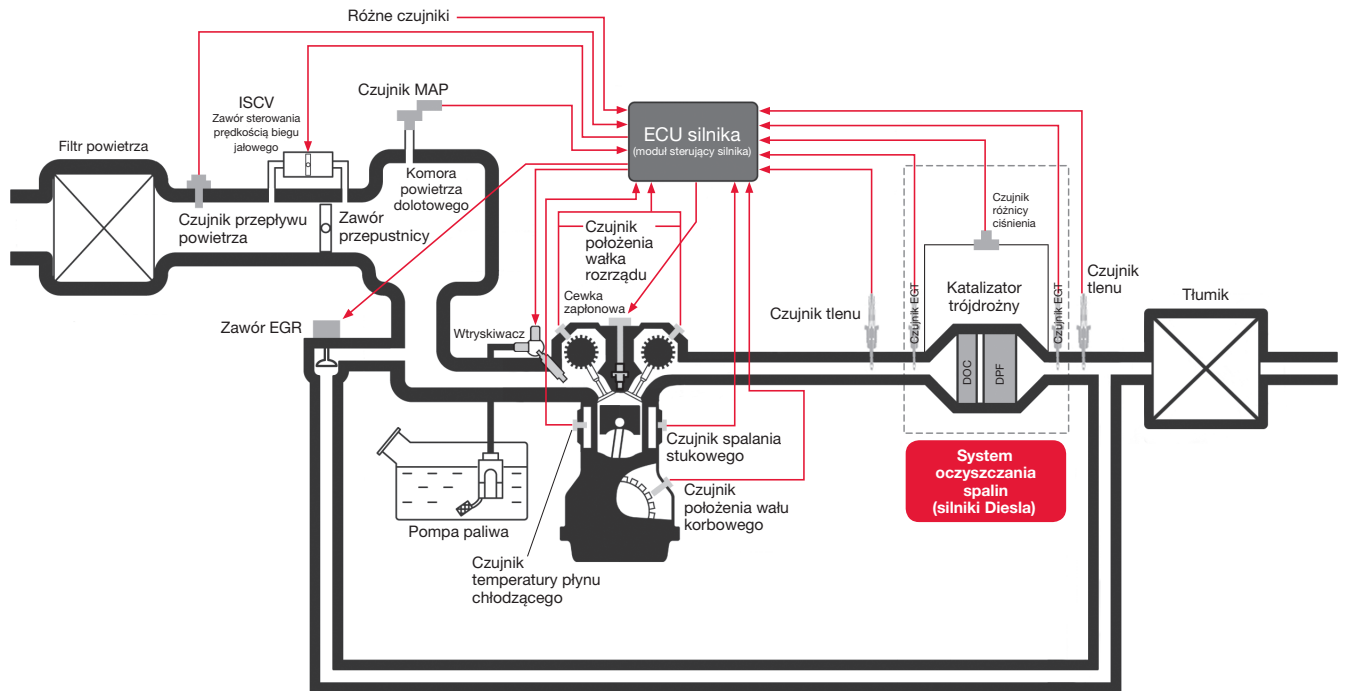 Różne czujniki
Czujnik MAP
ISCV
Zawór sterowania
prędkością biegu
jałowego
Filtr powietrza
ECU silnika
(moduł sterujący silnika)
Komora
powietrza
dolotowego
Czujnik przepływu
powietrza
Zawór
przepustnicy
Czujnik
położenia
wałka
rozrządu
Czujnik
różnicy
ciśnienia
Cewka
zapłonowa
Czujnik tlenu
Czujnik EGT
Katalizator
trójdrożny
Czujnik EGT
Czujnik
tlenu
Tłumik
Zawór EGR
Wtryskiwacz
DOC
DPF
Czujnik spalania
stukowego
Czujnik
położenia wału
korbowego
System
oczyszczania
spalin
(silniki Diesla)
Pompa paliwa
Czujnik
temperatury płynu
chłodzącego